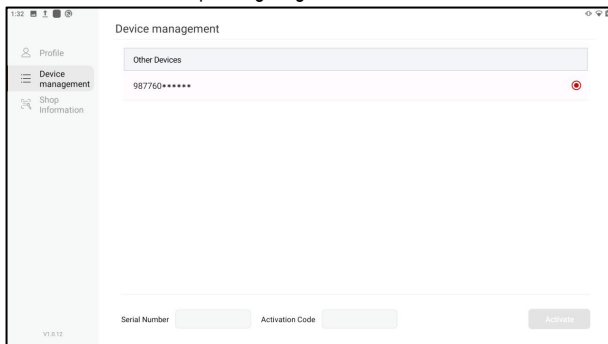 1:32
Device management
Profile
Other Devices
Device
management
987760******
Shop
Information
Serial Number
Activation Code
Activate
V1.0.12